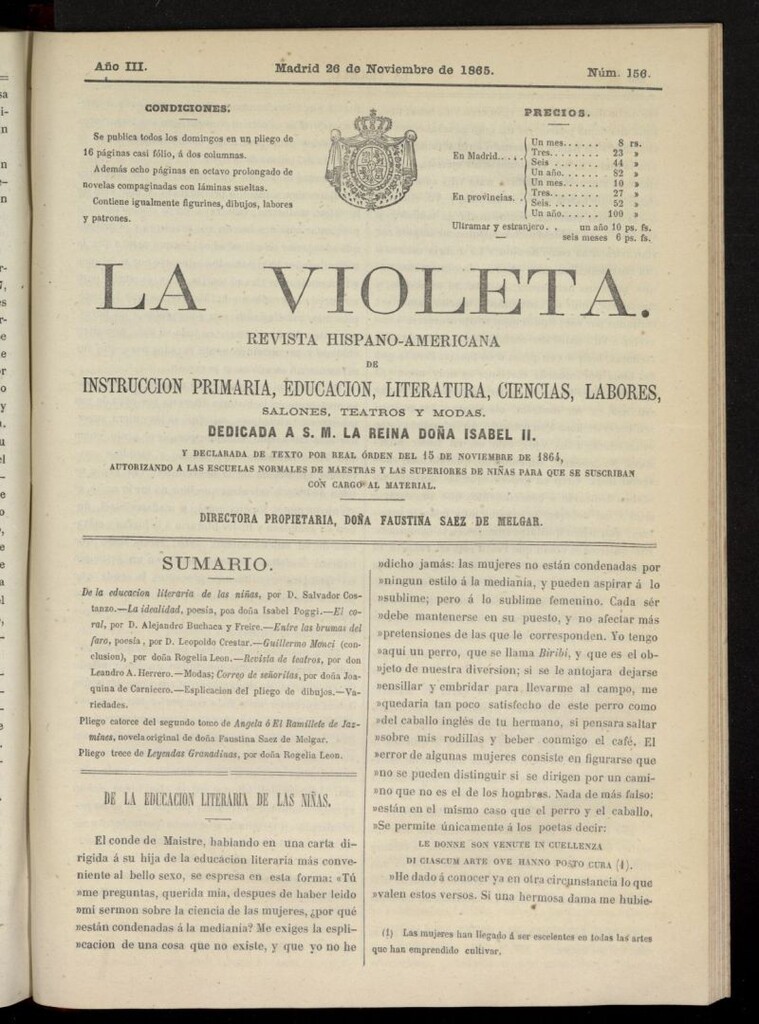 Año III.
Madrid 26 de Noviembre de 1865.
Núm. 156.
CONDICIONES.
Se publica todos los domingos en un pliego de
16 páginas casi fólio, á dos columnas.
Además ocho páginas en octavo prolongado de
novelas compaginadas con láminas sueltas.
Contiene igualmente figurines, dibujos, labores
y patrones.
PRECIOS.
En Madrid.....
Un mes...... 8 rs.
Tres........ 23 »
Seis ....... 44 »
Un año...... 82 »
En provincias. .
Un mes...... 10 »
Tres........ 27 »
Seis........ 52 »
Un año...... 100 »
Ultramar y estranjero. . un año 10 ps. fs.
— seis meses 6 ps. fs.
LA VIOLETA.
REVISTA HISPANO-AMERICANA
DE
INSTRUCCION PRIMARIA, EDUCACION, LITERATURA, CIENCIAS, LABORES,
SALONES, TEATROS Y MODAS.
DEDICADA A S. M. LA REINA DOÑA ISABEL II.
Y DECLARADA DE TEXTO POR REAL ÓRDEN DEL 15 DE NOVIEMBRE DE 1864,
AUTORIZANDO A LAS ESCUELAS NORMALES DE MAESTRAS Y LAS SUPERIORES DE NIÑAS PARA QUE SE SUSCRIBAN
CON CARGO AL MATERIAL.
DIRECTORA PROPIETARIA, DOÑA FAUSTINA SAEZ DE MELGAR.
SUMARIO.
De la educacion literaria de las niñas, por D. Salvador Cos-
tanzo.—La idealidad, poesía, poa doña Isabel Poggi.—El co-
ral, por D. Alejandro Buchaca y Freire.—Entre las brumas del
faro, poesía, por D. Leopoldo Crestar.—Guillermo Monci (con-
clusion), por doña Rogelia Leon.—Revista de teatros, por don
Leandro A. Herrero.—Modas; Correo de señoritas, por doña Joa-
quina de Carnicero.—Esplicacion del pliego de dibujos.—Va-
riedades.
Pliego catorce del segundo tomo de Angela ó El Ramillete de Jaz-
mines, novela original de doña Faustina Saez de Melgar.
Pliego trece de Leyendas Granadinas, por doña Rogelia Leon.
DE LA EDUCACION LITERARIA DE LAS NIÑAS.
El conde de Maistre, hablando en una carta di-
rigida á su hija de la educacion literaria más conve-
niente al bello sexo, se espresa en esta forma: «Tú
»me preguntas, querida mia, despues de haber leido
»mi sermon sobre la ciencia de las mujeres, ¿por qué
»están condenadas á la medianía? Me exiges la espli-
»cacion de una cosa que no existe, y que yo no he
»dicho jamás: las mujeres no están condenadas por
»ningun estilo á la medianía, y pueden aspirar á lo
»sublime; pero á lo sublime femenino. Cada sér
»debe mantenerse en su puesto, y no afectar más
»pretensiones de las que le corresponden. Yo tengo
»aquí un perro, que se llama Biribí, y que es el ob-
»jeto de nuestra diversion; si se le antojara dejarse
»ensillar y embridar para llevarme al campo, me
»quedaria tan poco satisfecho de este perro como
»del caballo inglés de tu hermano, si pensara saltar
»sobre mis rodillas y beber conmigo el café. El
»error de algunas mujeres consiste en figurarse que
»no se pueden distinguir si se dirigen por un cami-
»no que no es el de los hombres. Nada de más falso:
»están en el mismo caso que el perro y el caballo.
»Se permite únicamente á los poetas decir:
LE DONNE SON VENUTE IN CUELLENZA
DI CIASCUM ARTE OVE HANNO POSTO CURA (1).
»He dado á conocer ya en otra circunstancia lo que
»valen estos versos. Si una hermosa dama me hubie-
(1) Las mujeres han llegado á ser escelentes en todas las artes
que han emprendido cultivar.